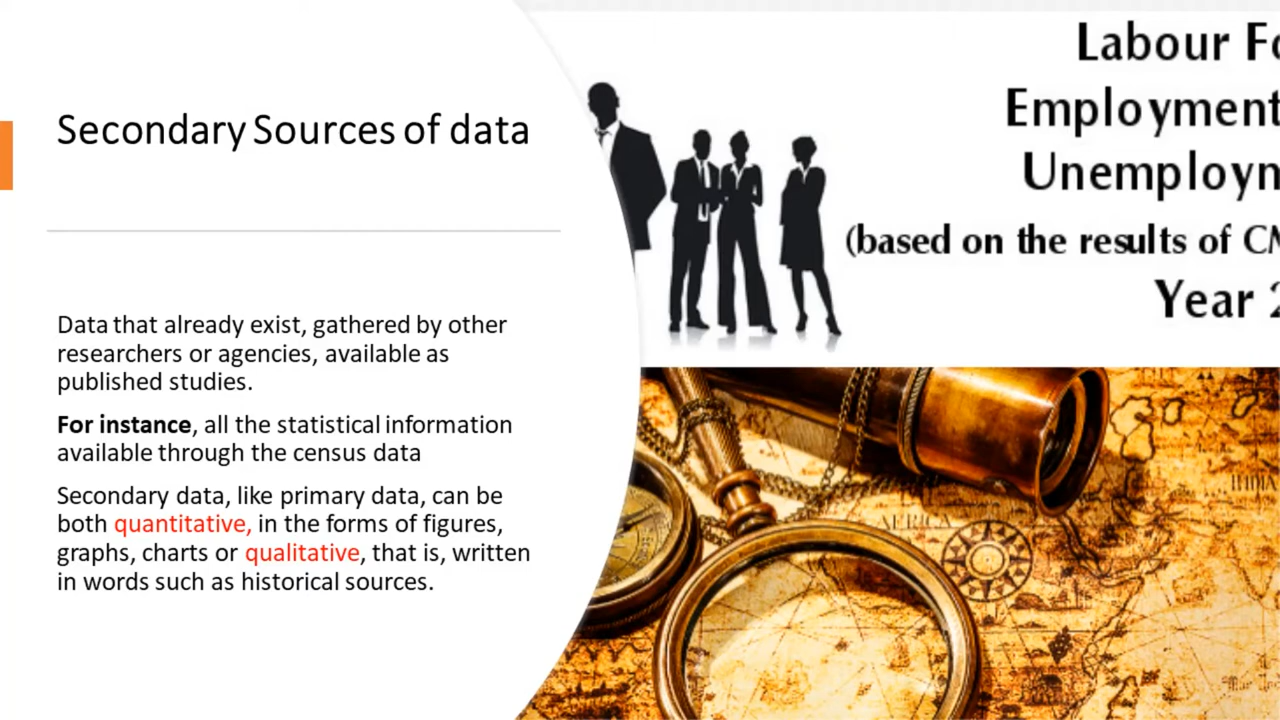 Secondary Sources of data
Data that already exist, gathered by other
researchers or agencies, available as
published studies.
For instance, all the statistical information
available through the census data
Secondary data, like primary data, can be
both quantitative, in the forms of figures,
graphs, charts or qualitative, that is, written
in words such as historical sources.
Labour
Employment
(based on the results of
Year
AFRICA
INDIA